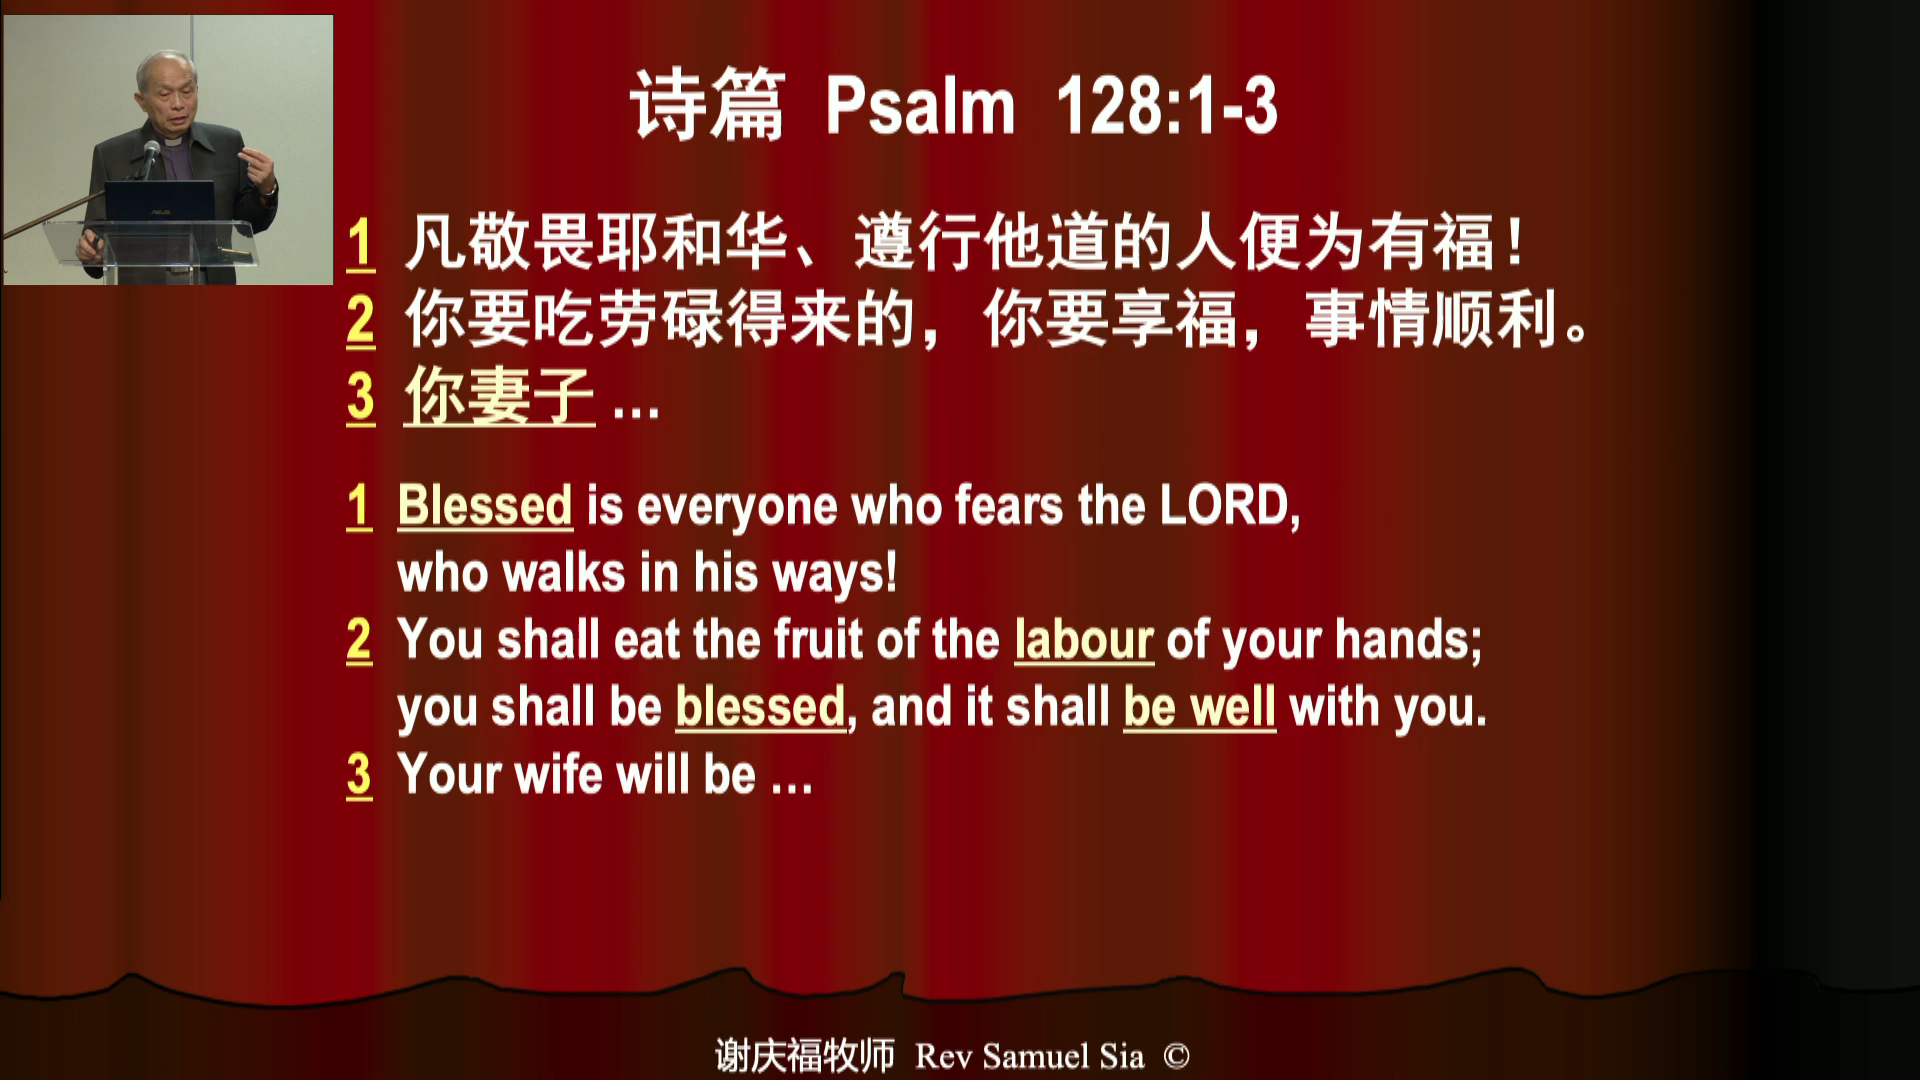 诗篇 Psalm 128:1-3
1 凡敬畏耶和华、遵行他道的人便为有福！
2 你要吃劳碌得来的，你要享福，事情顺利。
3 你妻子 …
1 Blessed is everyone who fears the LORD,
who walks in his ways!
2 You shall eat the fruit of the labour of your hands;
you shall be blessed, and it shall be well with you.
3 Your wife will be …
谢庆福牧师 Rev Samuel Sia ©